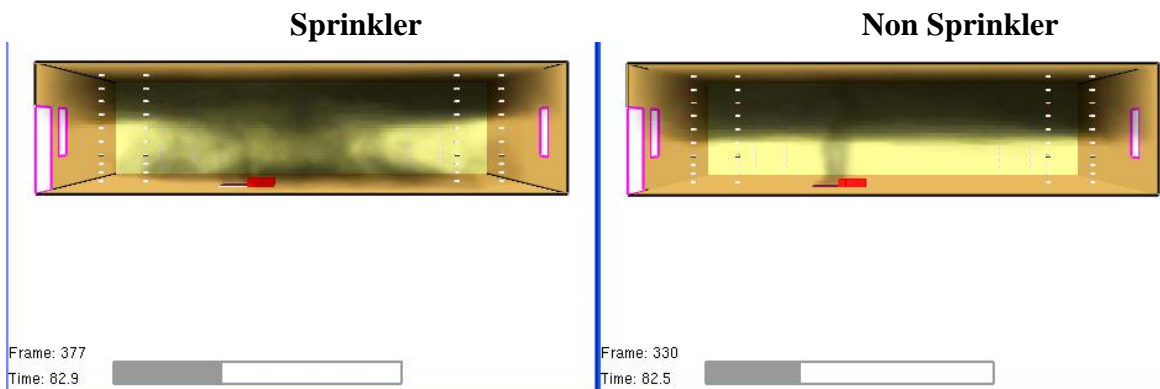 Sprinkler
Non Sprinkler
Frame: 377
Time: 82.9
Frame: 330
Time: 82.5